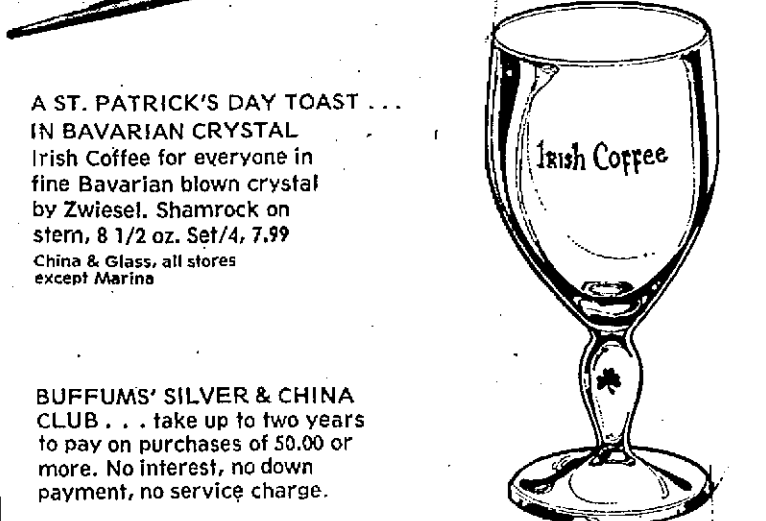 A ST. PATRICK'S DAY TOAST . . .
IN BAVARIAN CRYSTAL
Irish Coffee for everyone in
fine Bavarian blown crystal
by Zwiesel. Shamrock on
stem, 8 1/2 oz. Set/4, 7.99
China & Glass, all stores
except Marina
Irish Coffee
BUFFUMS' SILVER & CHINA
CLUB . . . take up to two years
to pay on purchases of 50.00 or
more. No interest, no down
payment, no service charge.